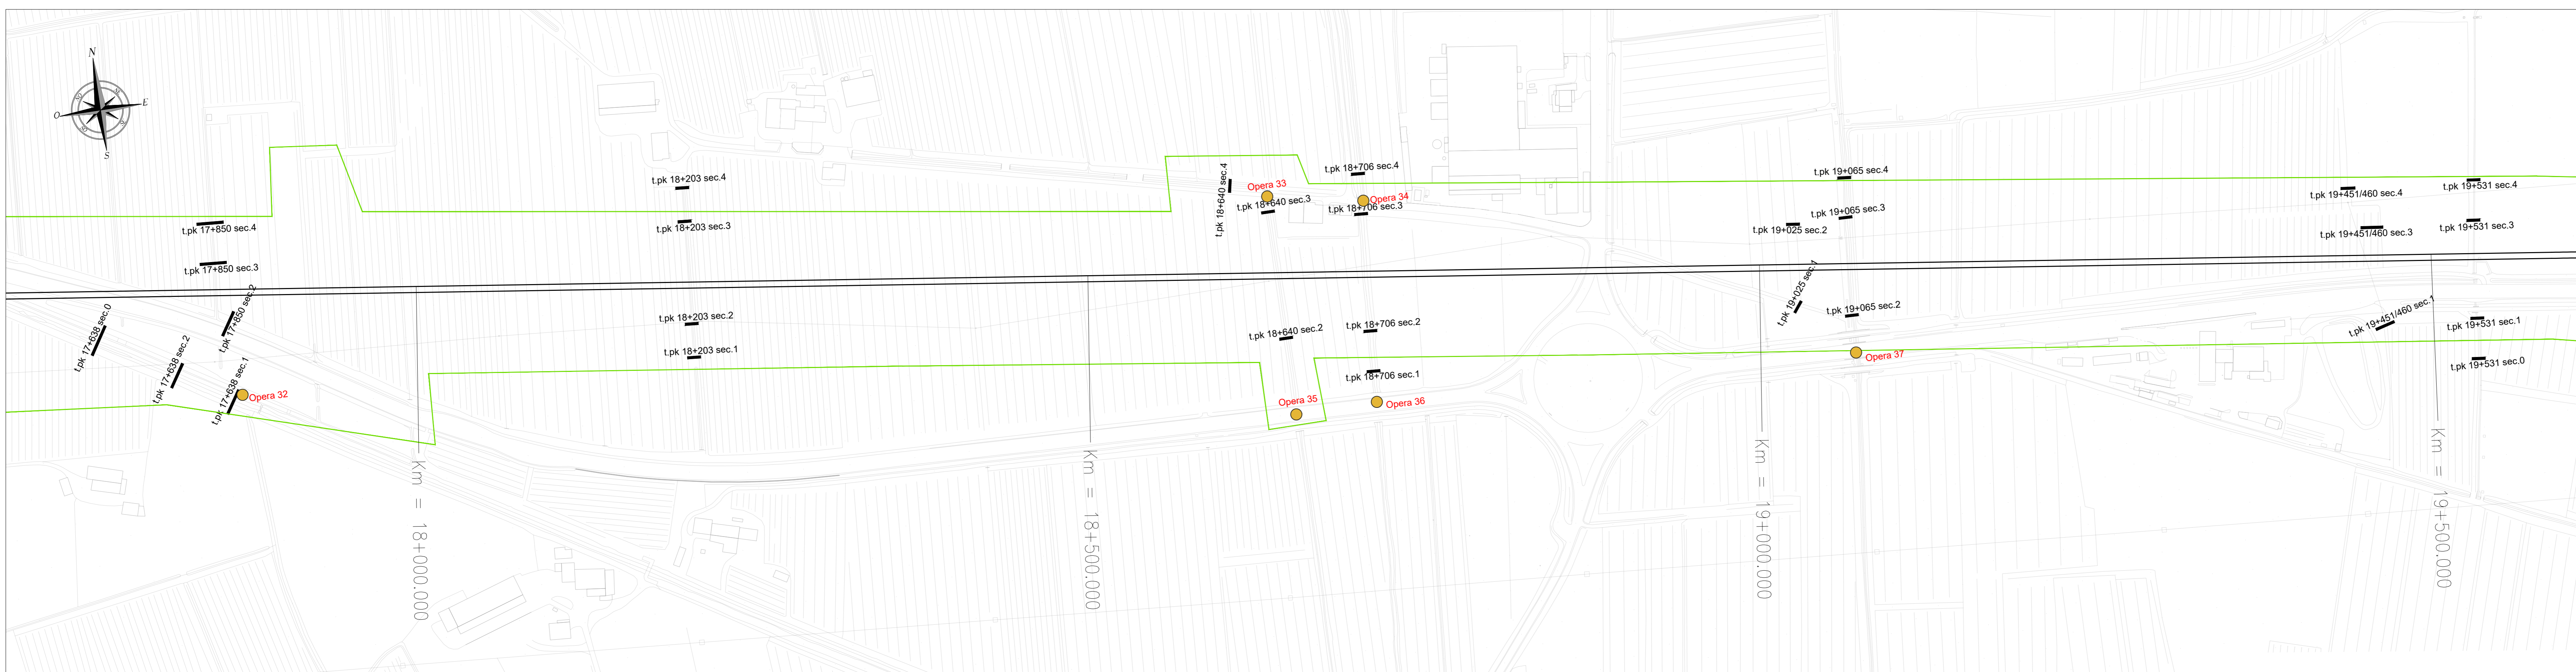 N
E
O
S
t.pk 17+850 sec.4
t.pk 17+850 sec.3
t.pk 17+638 sec.0
t.pk 17+638 sec.2
t.pk 17+850 sec.2
t.pk 17+638 sec.1
Opera 32
Km = 18+000.000
t.pk 18+203 sec.4
t.pk 18+203 sec.3
t.pk 18+203 sec.2
t.pk 18+203 sec.1
Km = 18+500.000
t.pk 18+640 sec.4
Opera 33
t.pk 18+640 sec.3
t.pk 18+706 sec.4
Opera 34
t.pk 18+706 sec.3
t.pk 18+640 sec.2
t.pk 18+706 sec.2
t.pk 18+706 sec.1
Opera 35
Opera 36
Km = 19+000.000
t.pk 19+065 sec.4
t.pk 19+065 sec.3
t.pk 19+025 sec.2
t.pk 19+025 sec.1
t.pk 19+065 sec.2
Opera 37
t.pk 19+451/460 sec.4
t.pk 19+531 sec.4
t.pk 19+451/460 sec.3
t.pk 19+531 sec.3
t.pk 19+451/460 sec.1
t.pk 19+531 sec.1
t.pk 19+531 sec.0
Km = 19+500.000